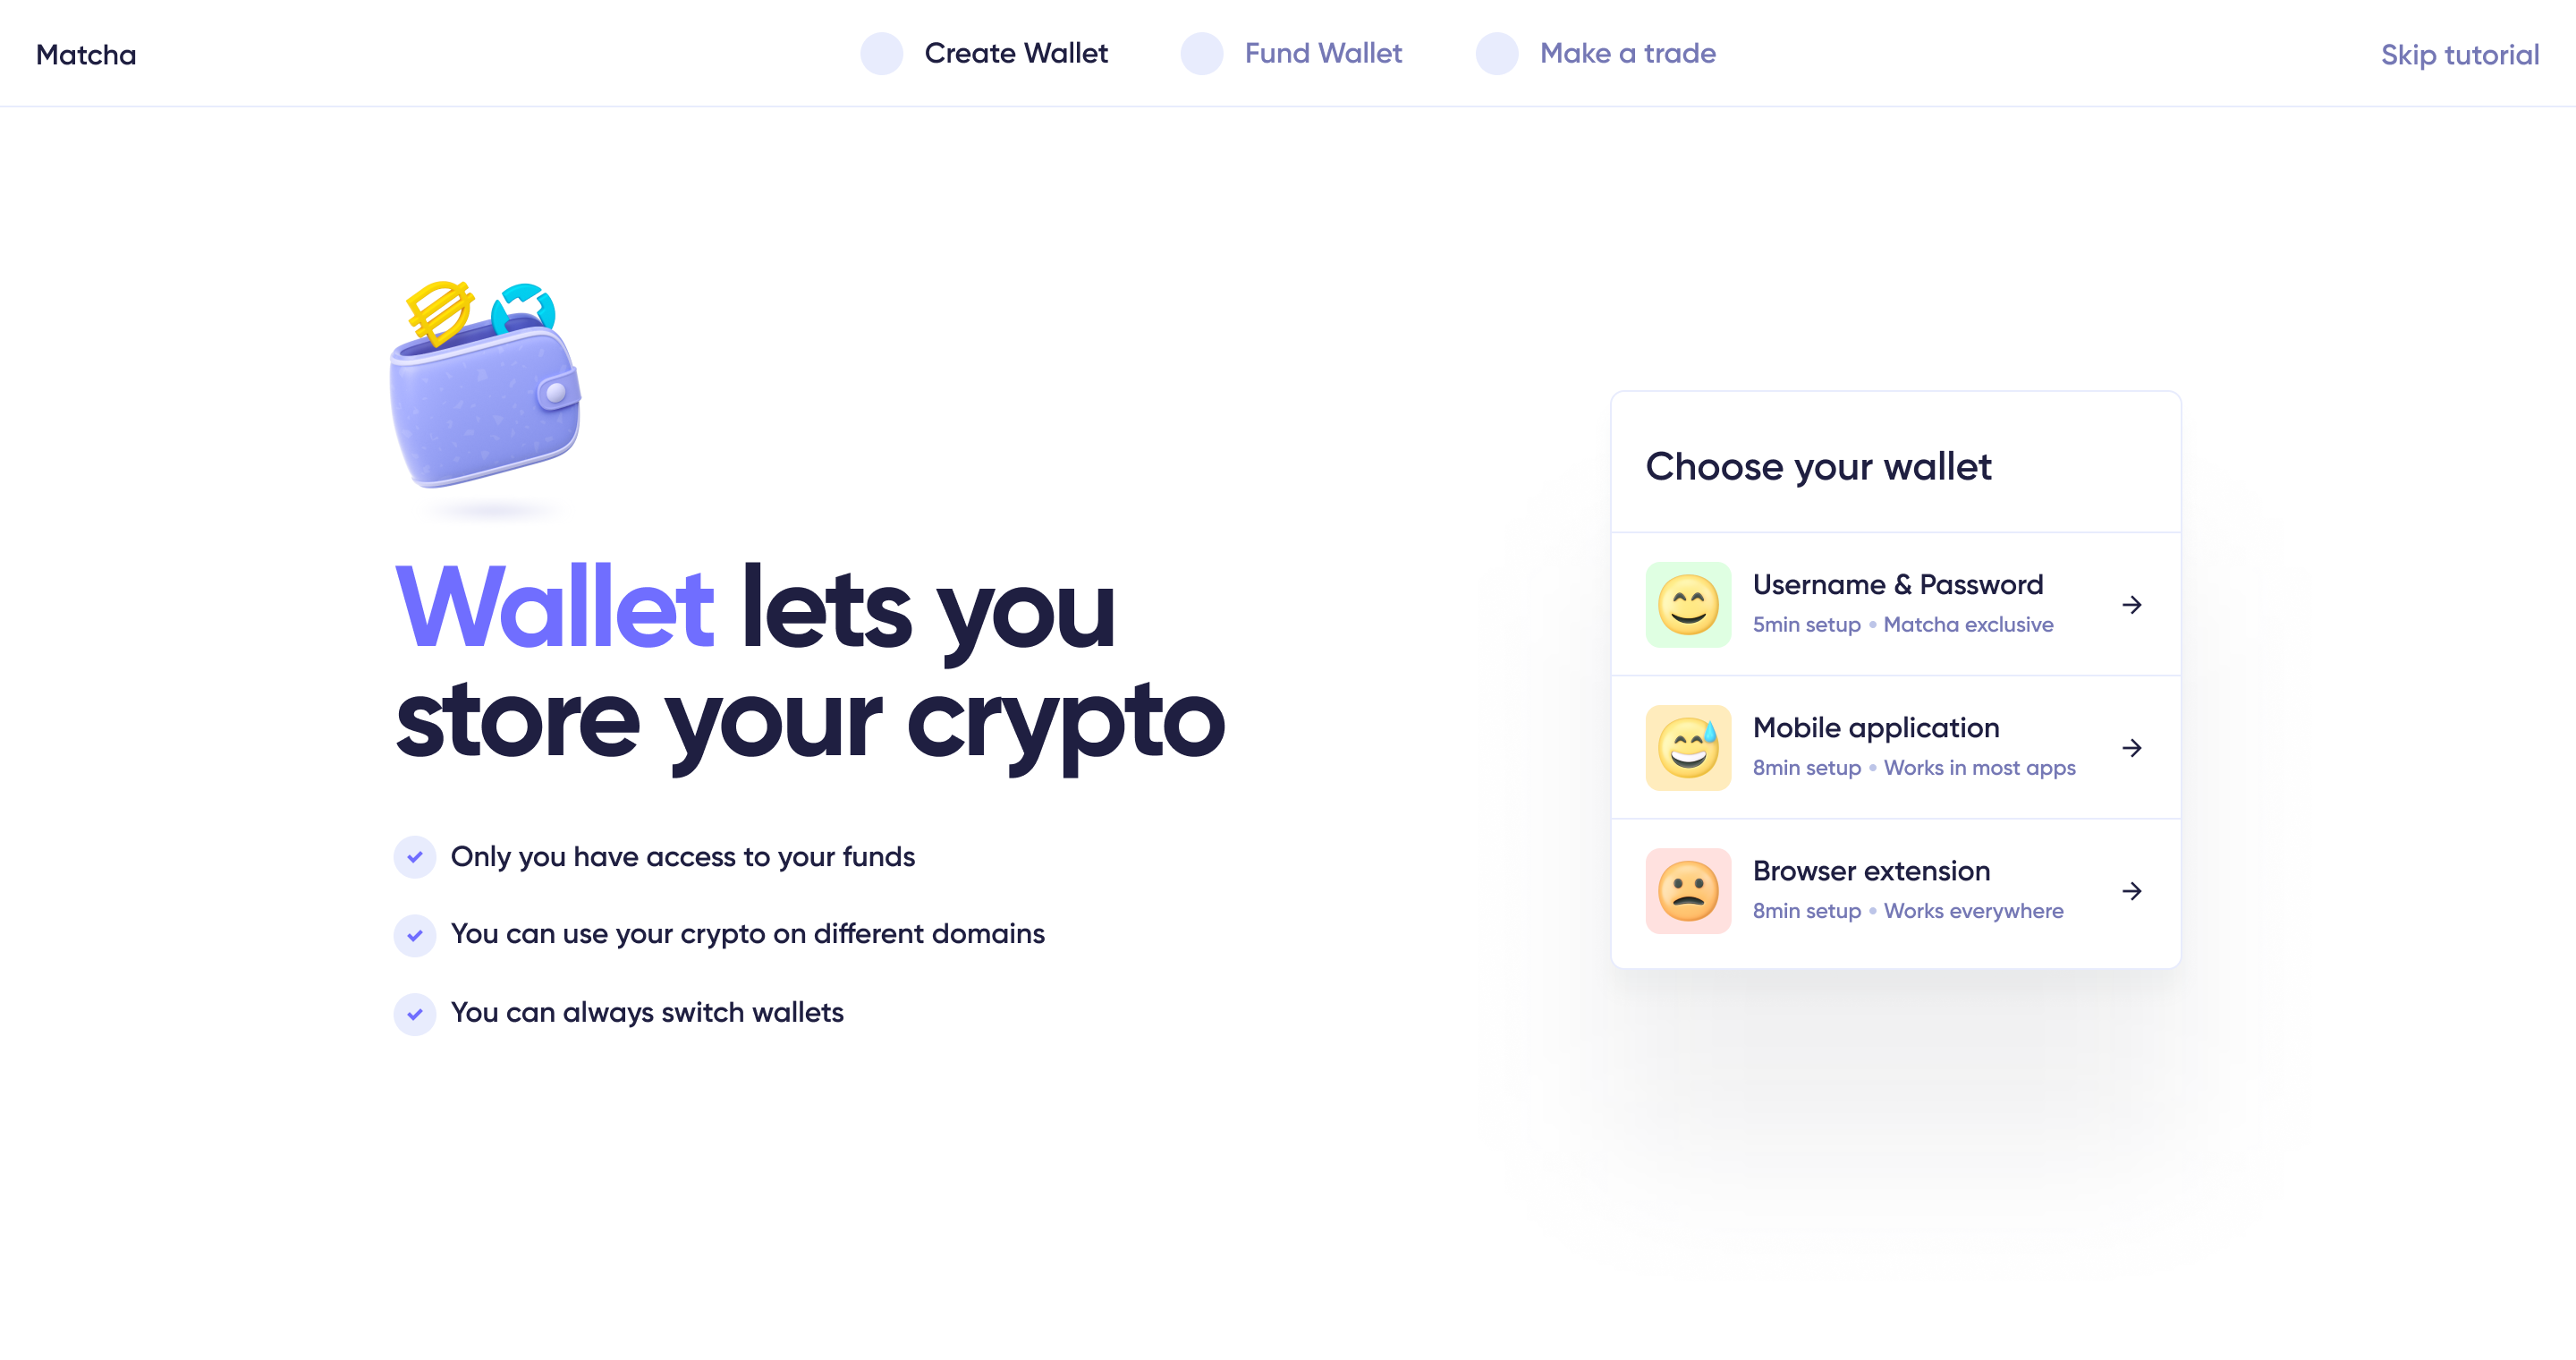 Matcha
Create Wallet
Fund Wallet
Make a trade
Skip tutorial
Wallet lets you
store your crypto
Only you have access to your funds
You can use your crypto on different domains
You can always switch wallets
Choose your wallet
Username & Password
5min setup • Matcha exclusive
Mobile application
8min setup • Works in most apps
Browser extension
8min setup • Works everywhere